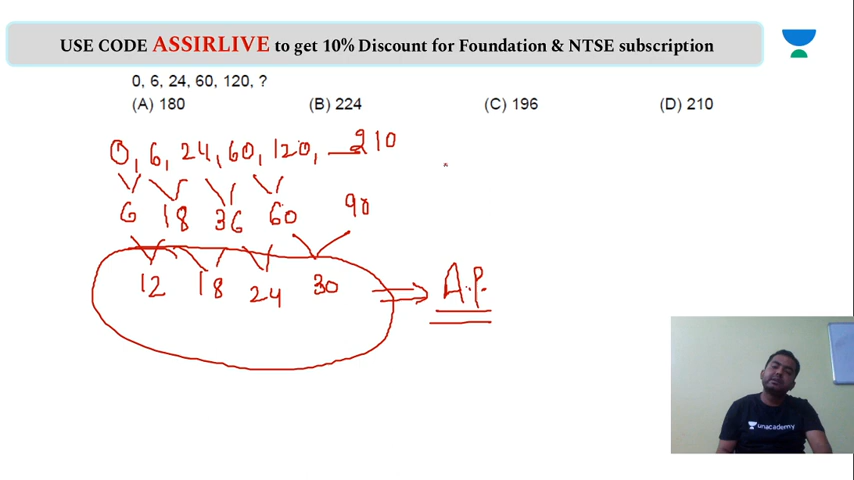 USE CODE ASSIRLIVE to get 10% Discount for Foundation & NTSE subscription
0, 6, 24, 60, 120, ?
(A) 180 (B) 224 (C) 196 (D) 210
0, 6, 24, 60, 120, 210
6 18 36 60 90
12 18 24 30 ⇒ A.P.
unacademy